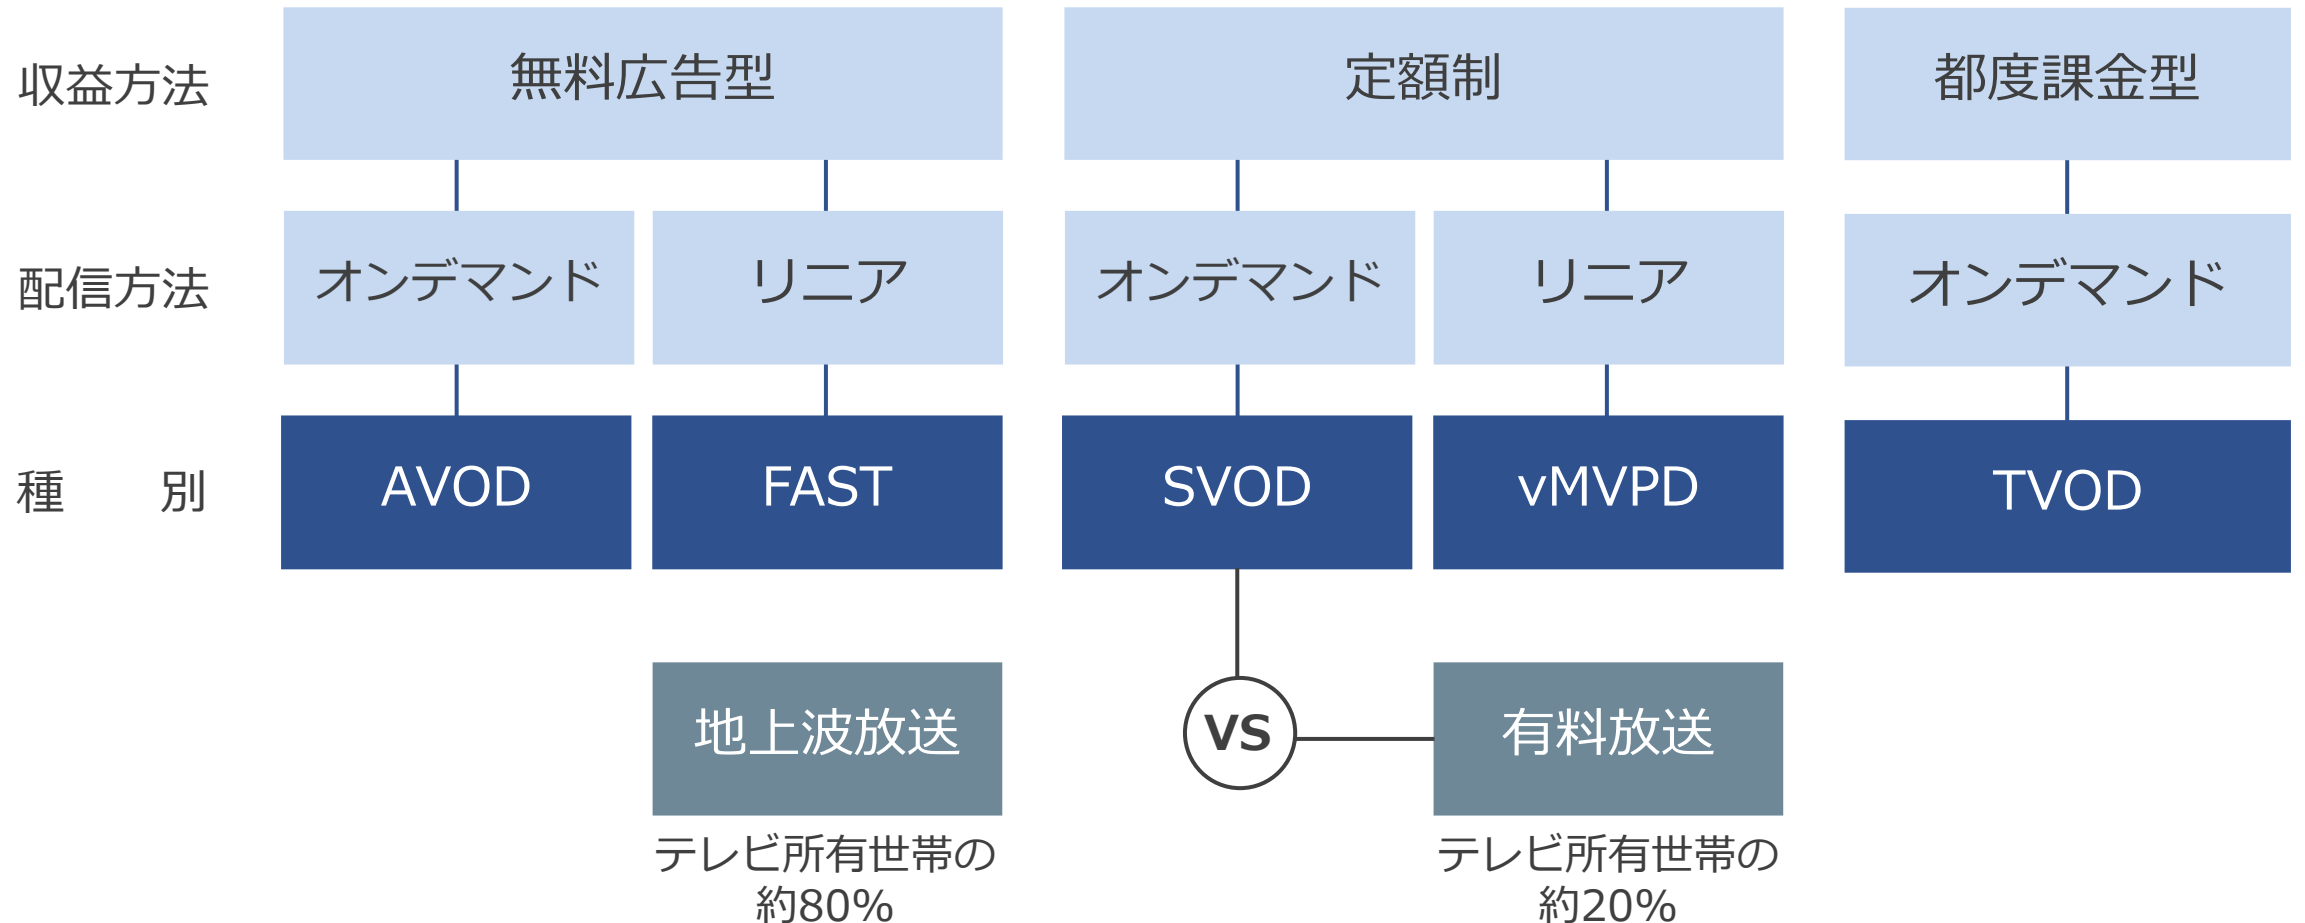 収益方法
無料広告型
定額制
都度課金型
配信方法
オンデマンド
リニア
オンデマンド
リニア
オンデマンド
種　　別
AVOD
FAST
SVOD
vMVPD
TVOD
地上波放送
VS
有料放送
テレビ所有世帯の
約80%
テレビ所有世帯の
約20%